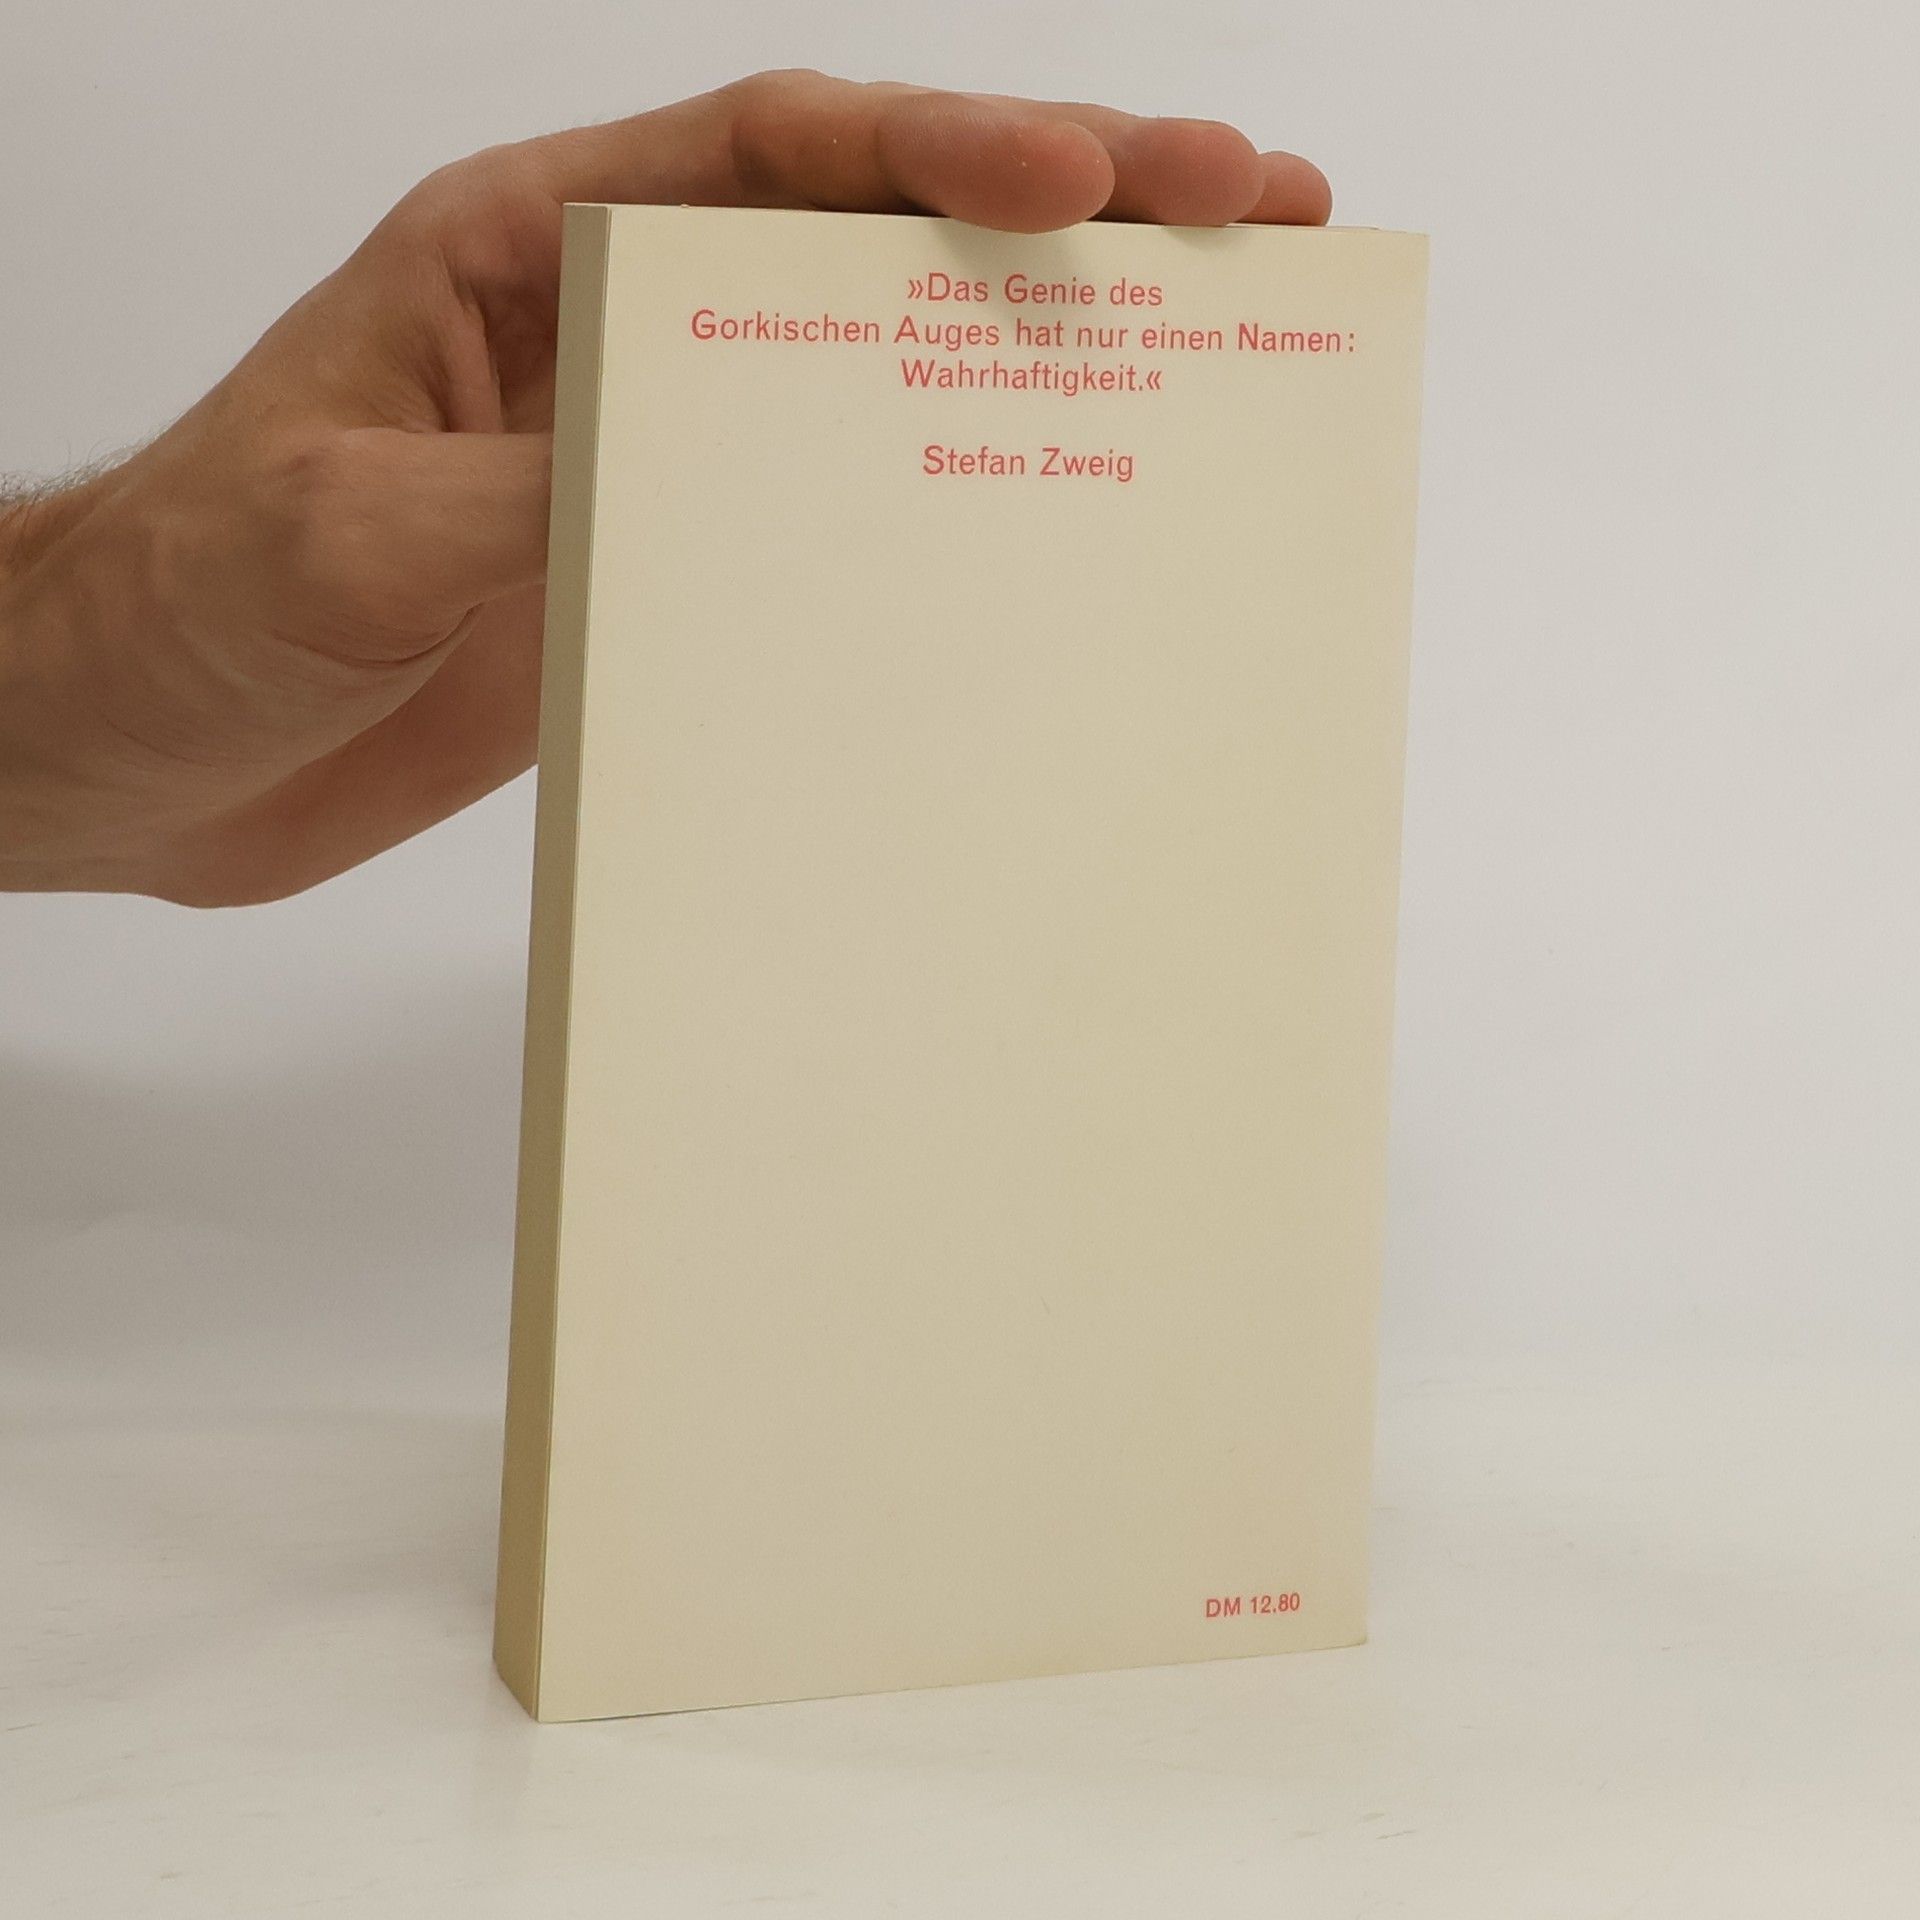 »Das Genie des
Gorkischen Auges hat nur einen Namen:
Wahrhaftigkeit.«
Stefan Zweig
DM 12.80